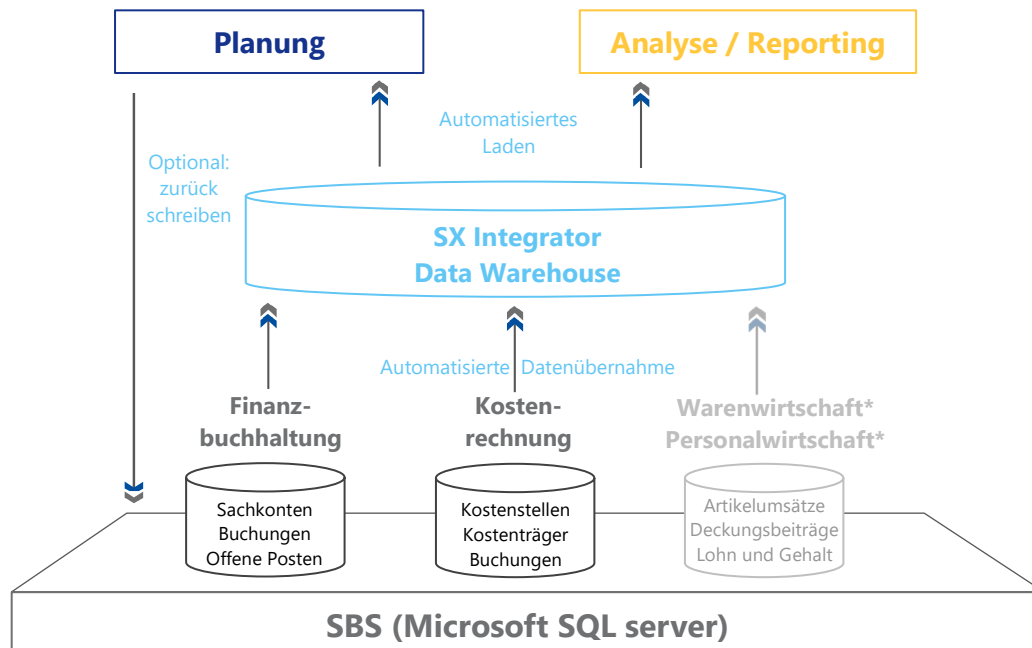 Planung
Analyse / Reporting
Automatisiertes
Laden
Optional:
zurück
schreiben
SX Integrator
Data Warehouse
Automatisierte Datenübernahme
Finanz-
buchhaltung
Kosten-
rechnung
Warenwirtschaft*
Personalwirtschaft*
Sachkonten
Buchungen
Offene Posten
Kostenstellen
Kostenträger
Buchungen
Artikelumsätze
Deckungsbeiträge
Lohn und Gehalt
SBS (Microsoft SQL server)